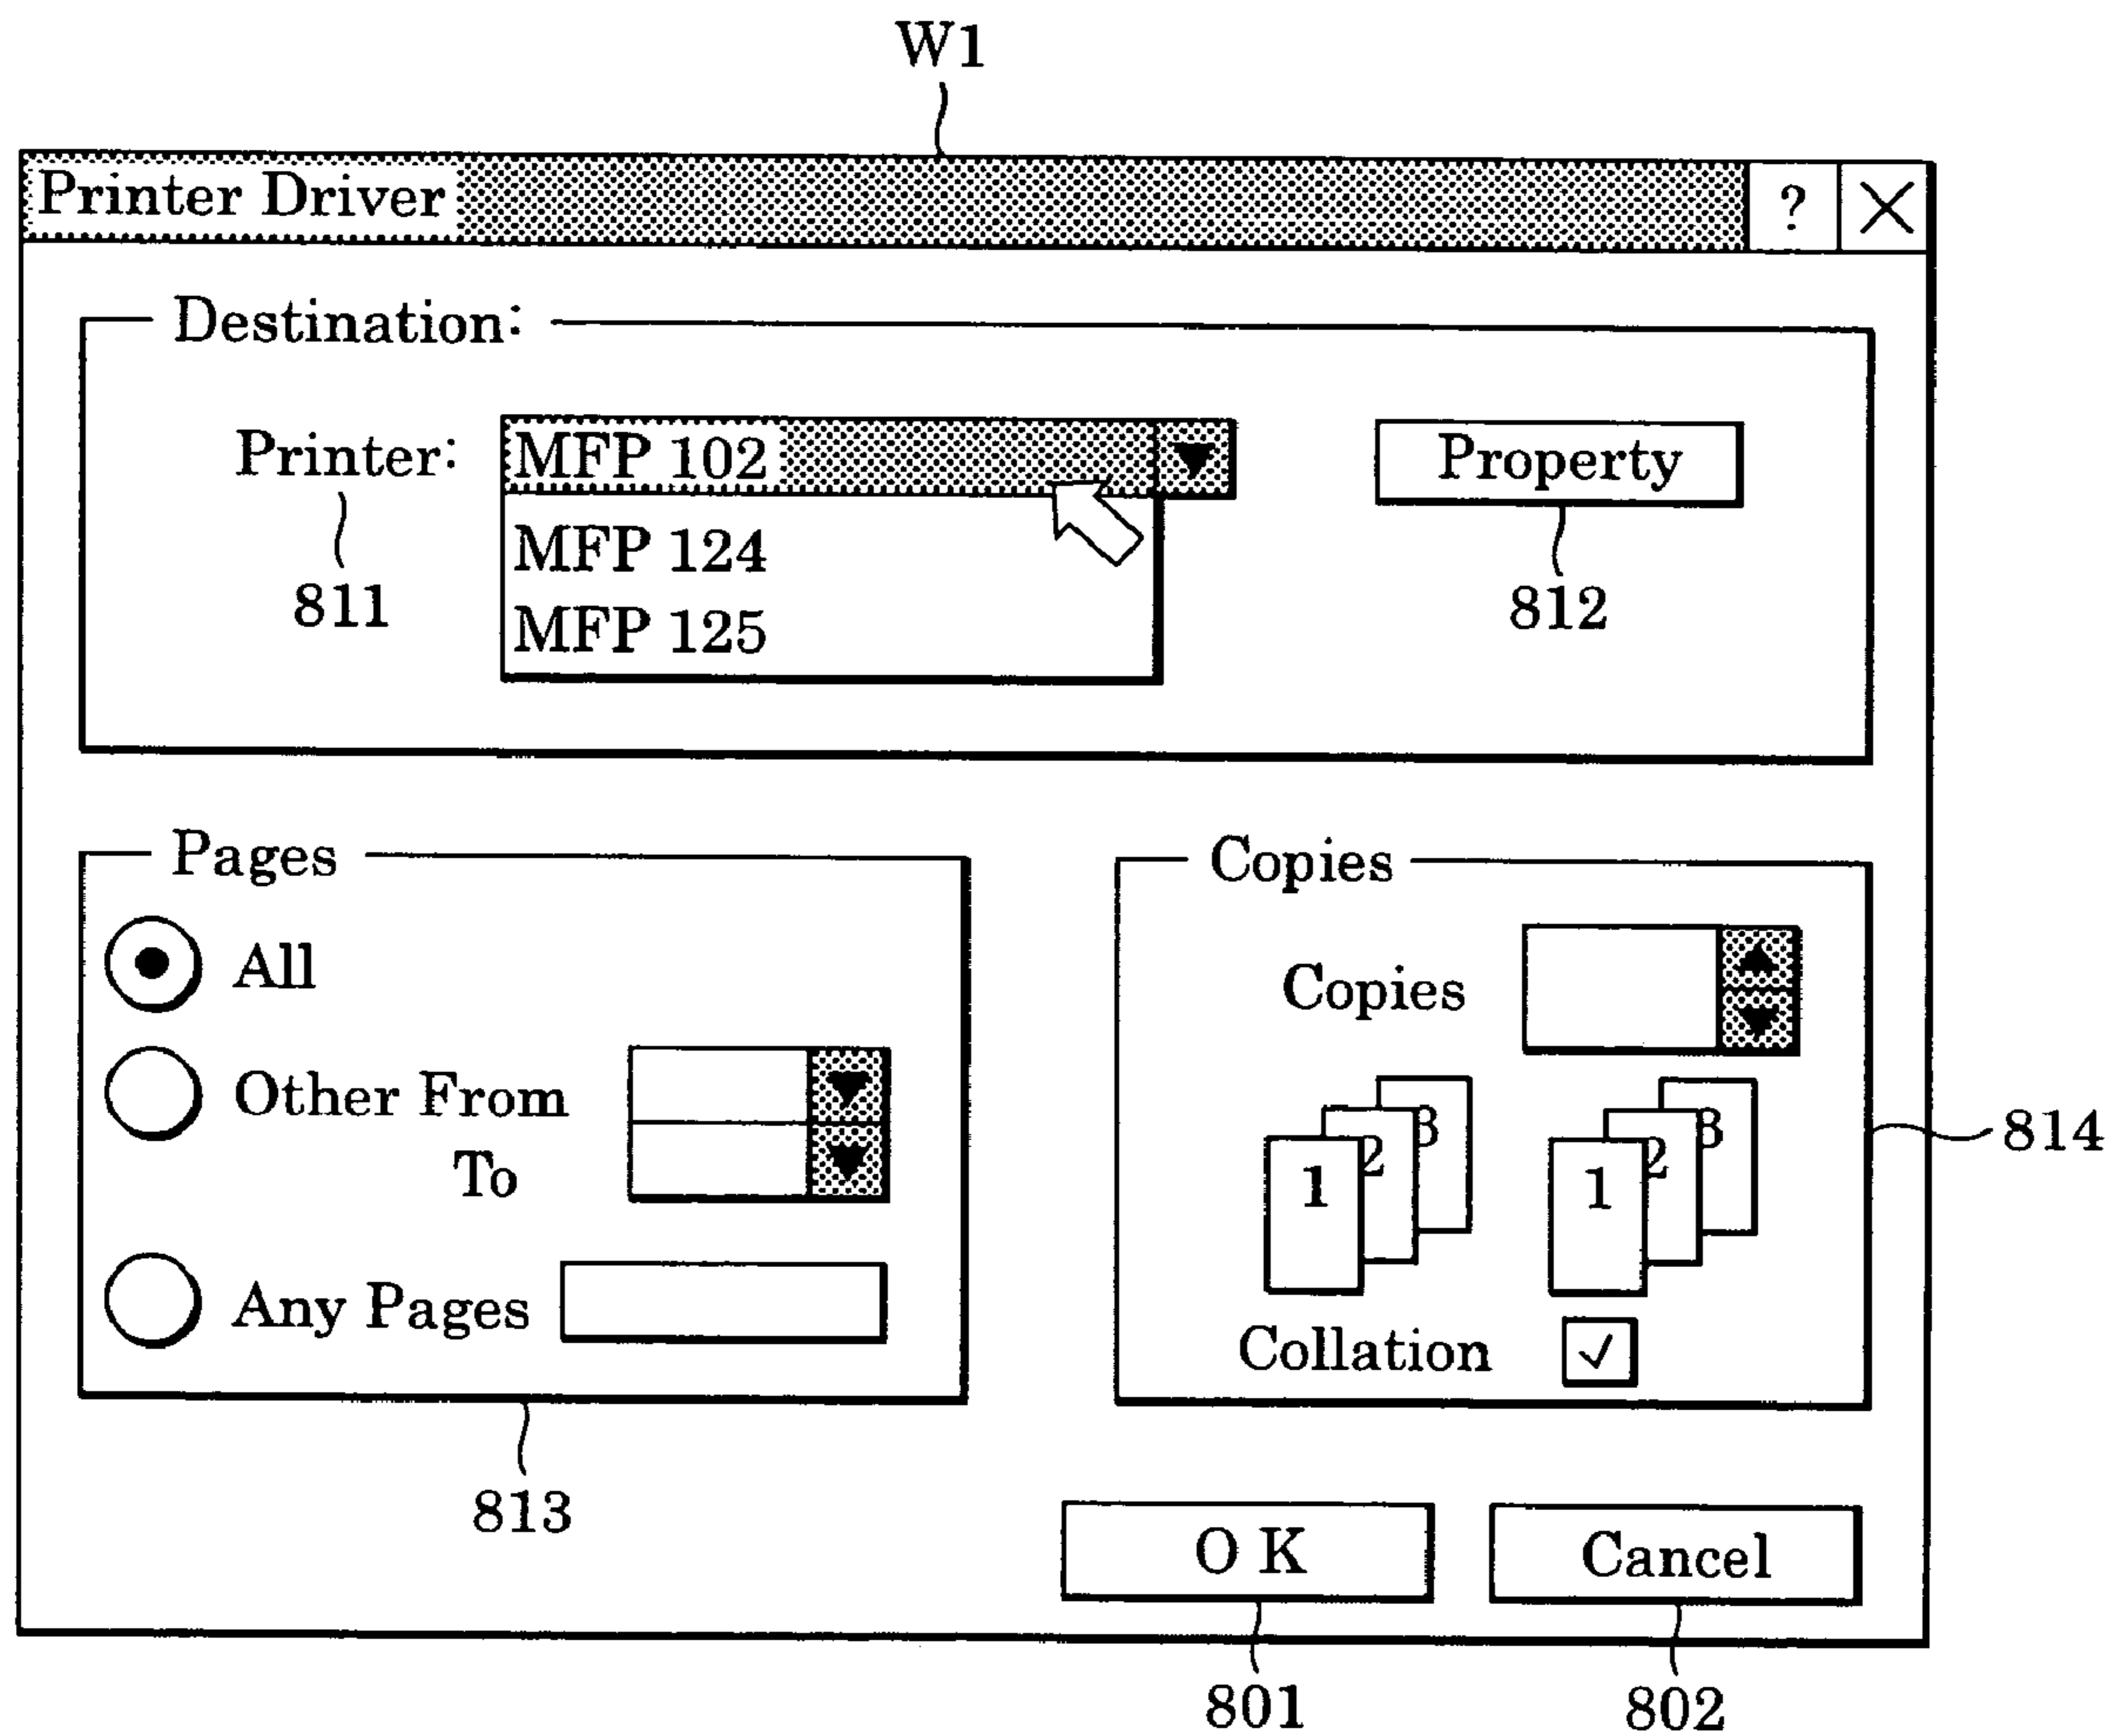 W1
Printer Driver ? X
Destination:
Printer: MFP 102 Property
MFP 124
811 812
MFP 125
Pages Copies
All
Copies
Other From
To
814
1 2 3 1 2 3
Any Pages
Collation
813
O K Cancel
801 802